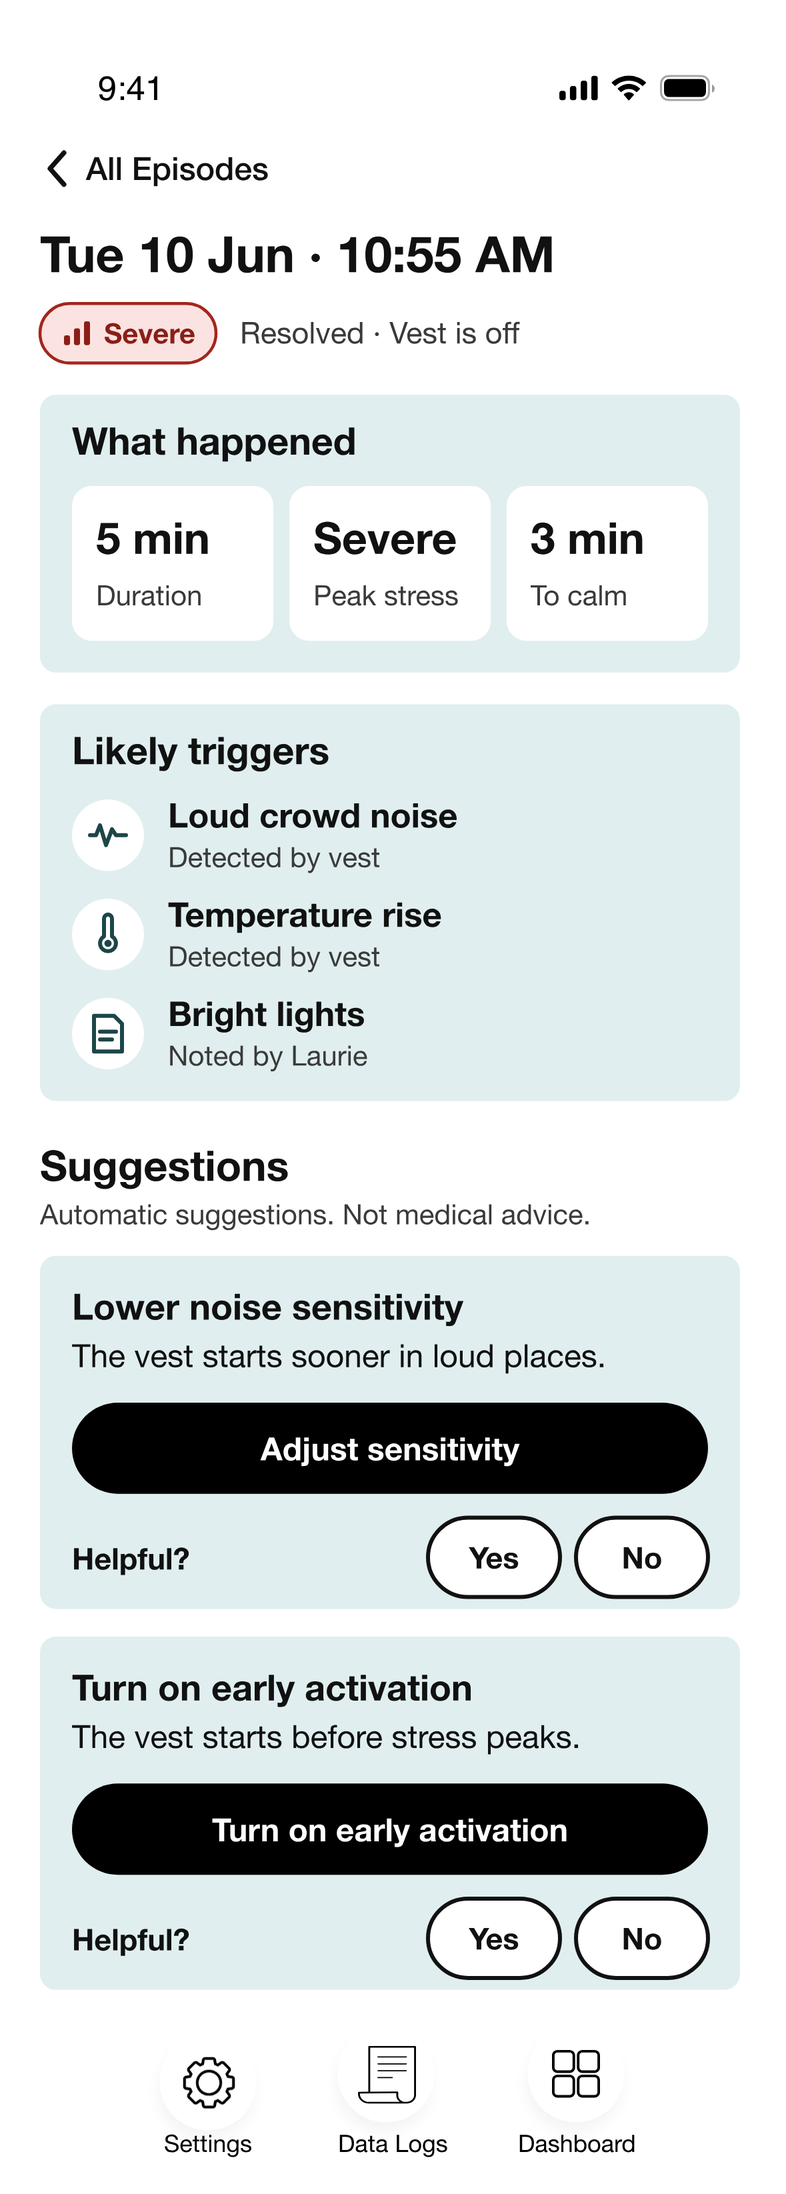 9:41
All Episodes
Tue 10 Jun · 10:55 AM
Severe
Resolved · Vest is off
What happened
5 min
Duration
Severe
Peak stress
3 min
To calm
Likely triggers
Loud crowd noise
Detected by vest
Temperature rise
Detected by vest
Bright lights
Noted by Laurie
Suggestions
Automatic suggestions. Not medical advice.
Lower noise sensitivity
The vest starts sooner in loud places.
Adjust sensitivity
Helpful?
Yes
No
Turn on early activation
The vest starts before stress peaks.
Turn on early activation
Helpful?
Yes
No
Settings
Data Logs
Dashboard